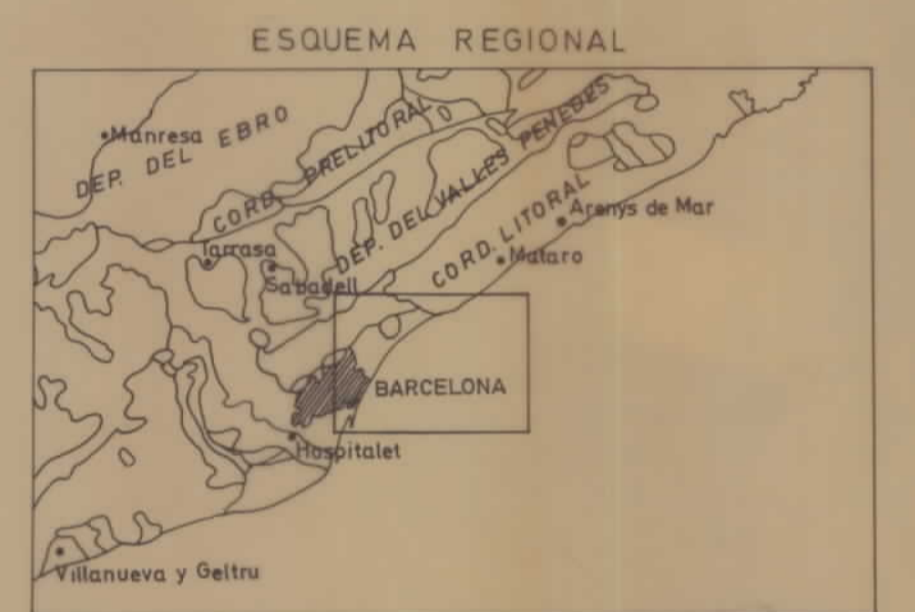 ESQUEMA REGIONAL
Manresa
DEP. DEL EBRO
CORD. PRELITORAL
DEP. DEL VALLES PENEDES
CORD. LITORAL
Arenys de Mar
Mataro
Tarrasa
Sabadell
BARCELONA
Hospitalet
Villanueva y Geltru